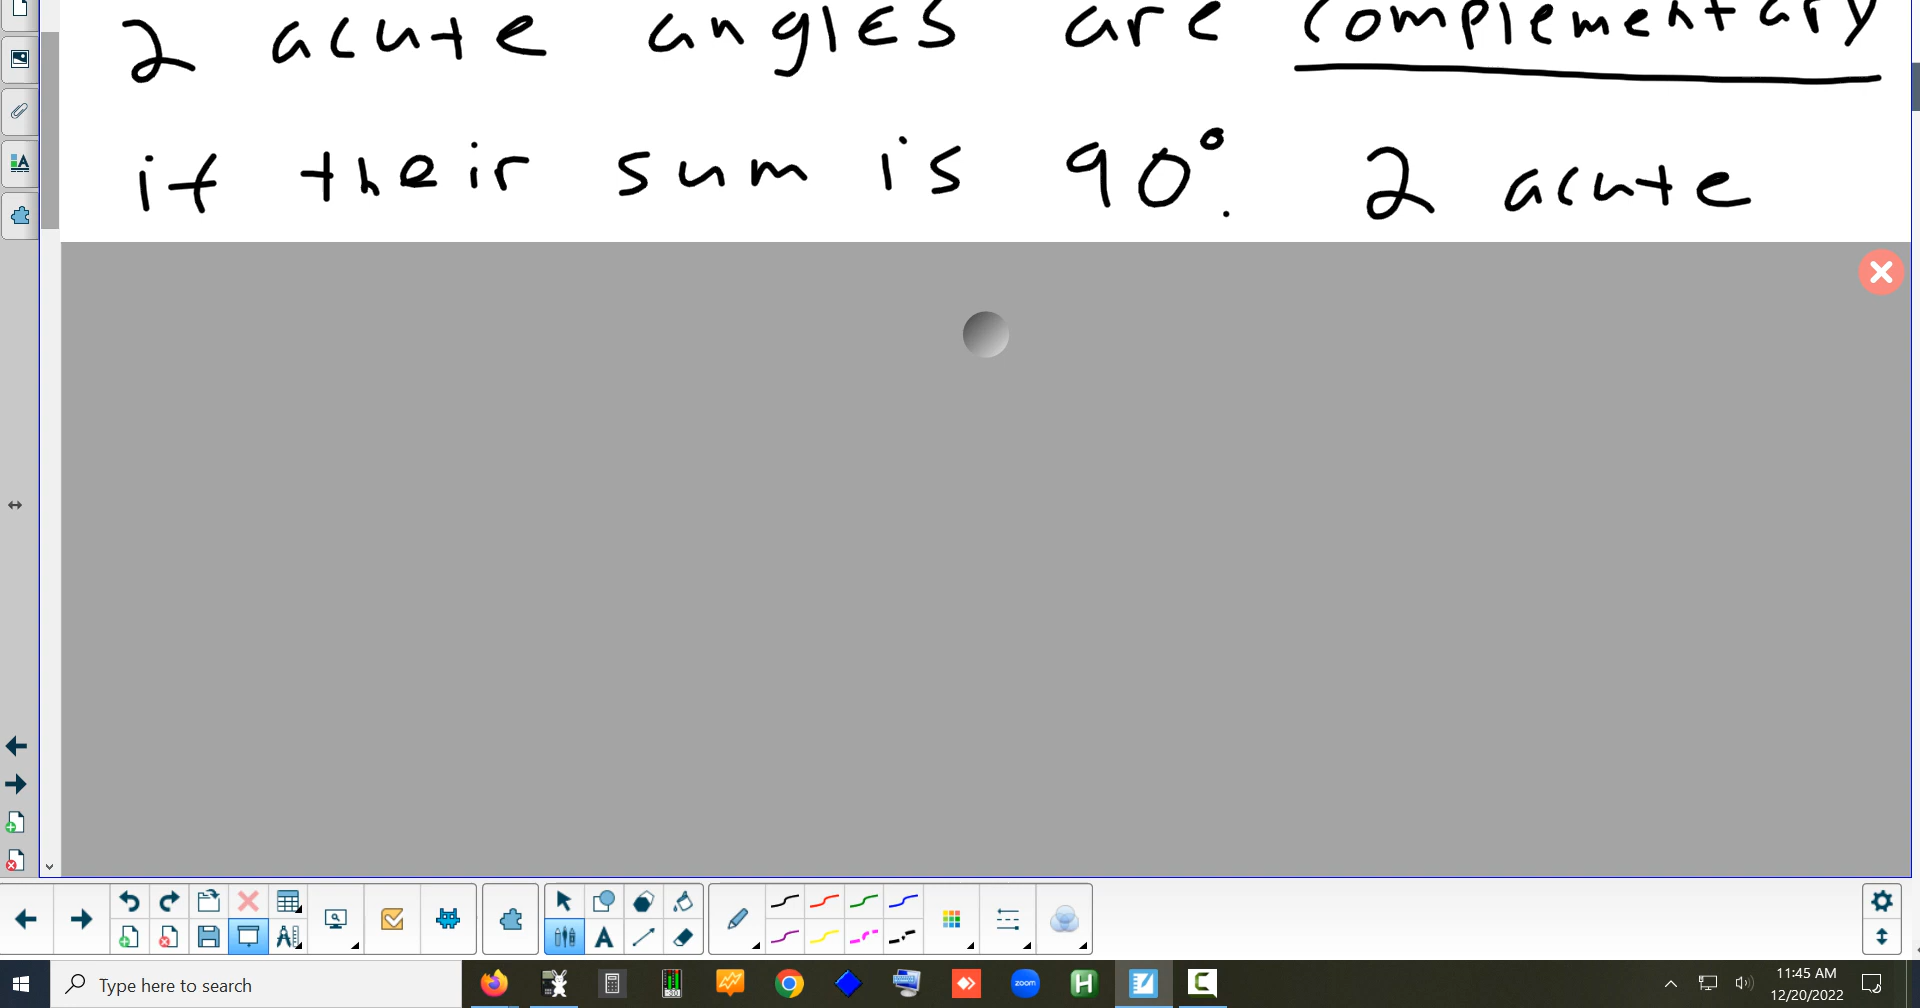 2 acute angles are complementary
if their sum is 90°. 2 acute
Type here to search
zoom
11:45 AM
12/20/2022